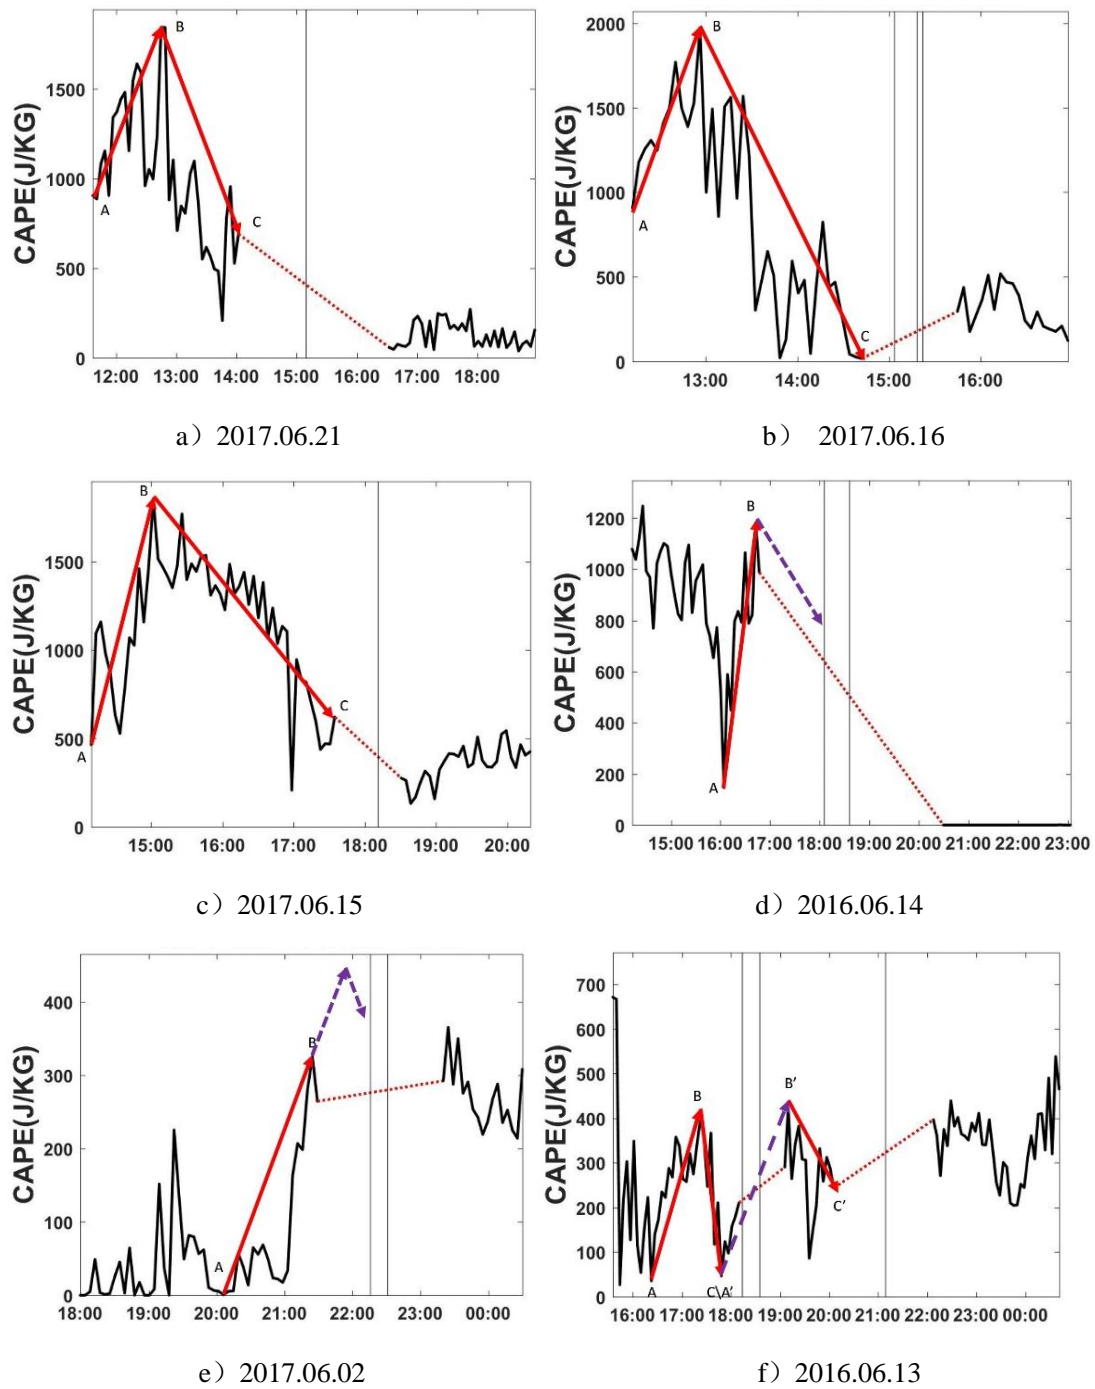 CAPE(J/KG)
1500
1000
500
0
B
A
C
12:00 13:00 14:00 15:00 16:00 17:00 18:00
a）2017.06.21
CAPE(J/KG)
2000
1500
1000
500
0
B
A
C
13:00 14:00 15:00 16:00
b） 2017.06.16
CAPE(J/KG)
1500
1000
500
0
B
A
C
15:00 16:00 17:00 18:00 19:00 20:00
c）2017.06.15
CAPE(J/KG)
1200
1000
800
600
400
200
0
B
A
15:00 16:00 17:00 18:00 19:00 20:00 21:00 22:00 23:00
d）2016.06.14
CAPE(J/KG)
400
300
200
100
0
B
A
18:00 19:00 20:00 21:00 22:00 23:00 00:00
e）2017.06.02
CAPE(J/KG)
700
600
500
400
300
200
100
0
B
B′
C′
A
C\A′
16:00 17:00 18:00 19:00 20:00 21:00 22:00 23:00 00:00
f）2016.06.13